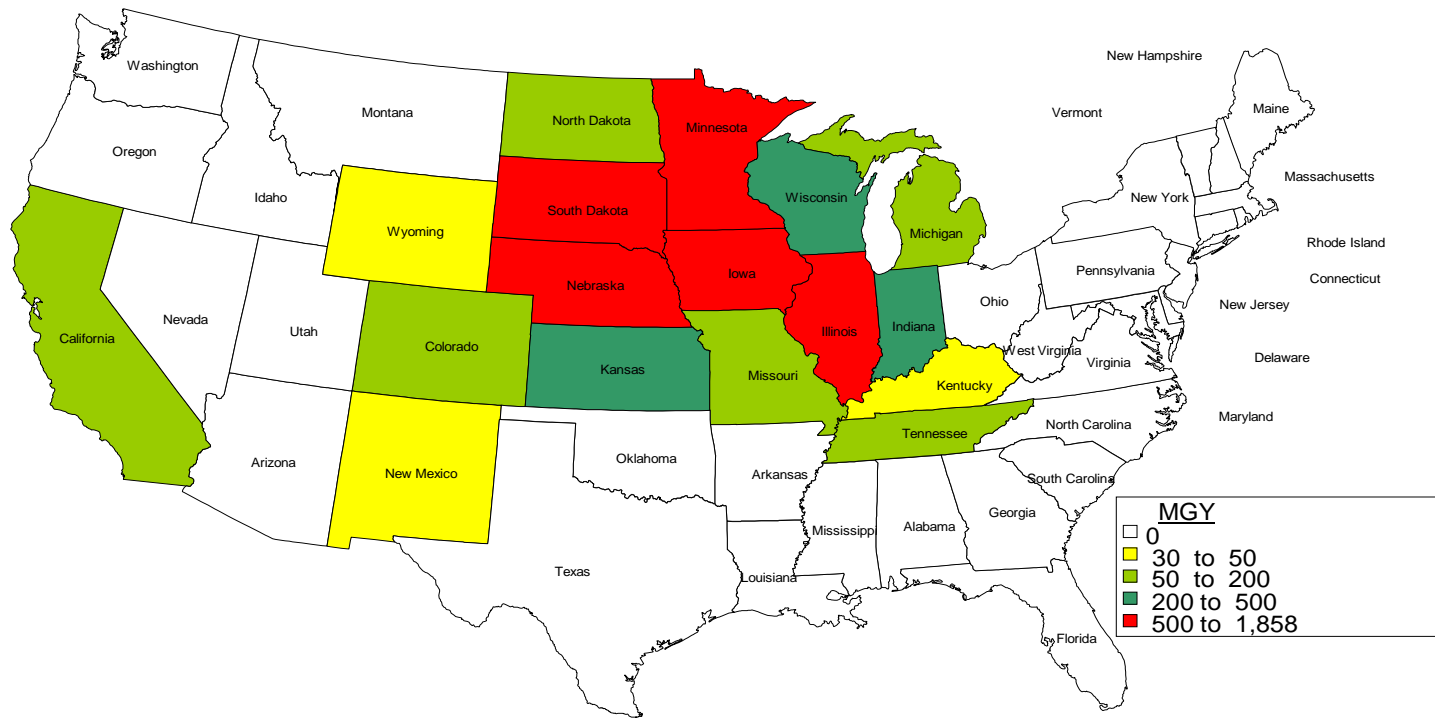 New Hampshire
Washington
Vermont
Maine
Montana
North Dakota
Minnesota
Oregon
Massachusetts
Idaho
Wisconsin
New York
South Dakota
Wyoming
Michigan
Rhode Island
Pennsylvania
Iowa
Connecticut
Nebraska
Ohio
New Jersey
Nevada
Utah
Illinois
Indiana
California
Colorado
West Virginia
Delaware
Virginia
Kansas
Missouri
Kentucky
Maryland
North Carolina
Tennessee
Oklahoma
Arizona
New Mexico
Arkansas
South Carolina
Georgia
Mississippi
Alabama
Texas
Louisiana
Florida
MGY
0
30 to 50
50 to 200
200 to 500
500 to 1,858